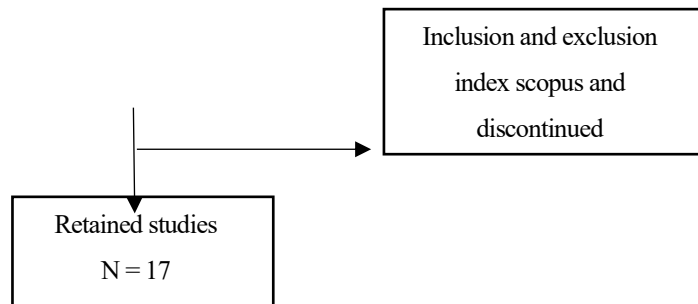 Inclusion and exclusion
index scopus and
discontinued
Retained studies
N = 17